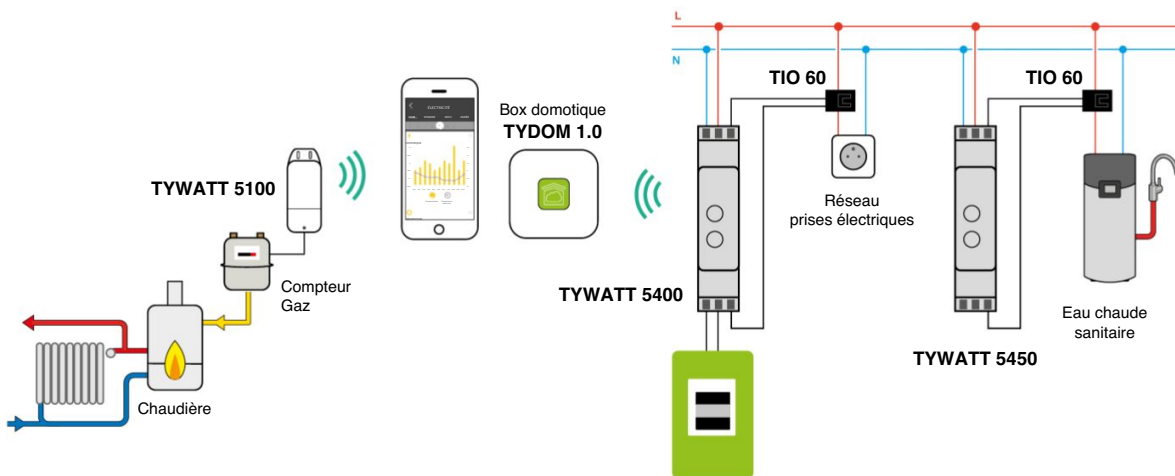 L
N
TIO 60
TIO 60
Box domotique
TYDOM 1.0
ELECTRICITÉ
TYWATT 5100
Réseau
prises électriques
Compteur
Gaz
TYWATT 5400
Eau chaude
sanitaire
TYWATT 5450
Chaudière